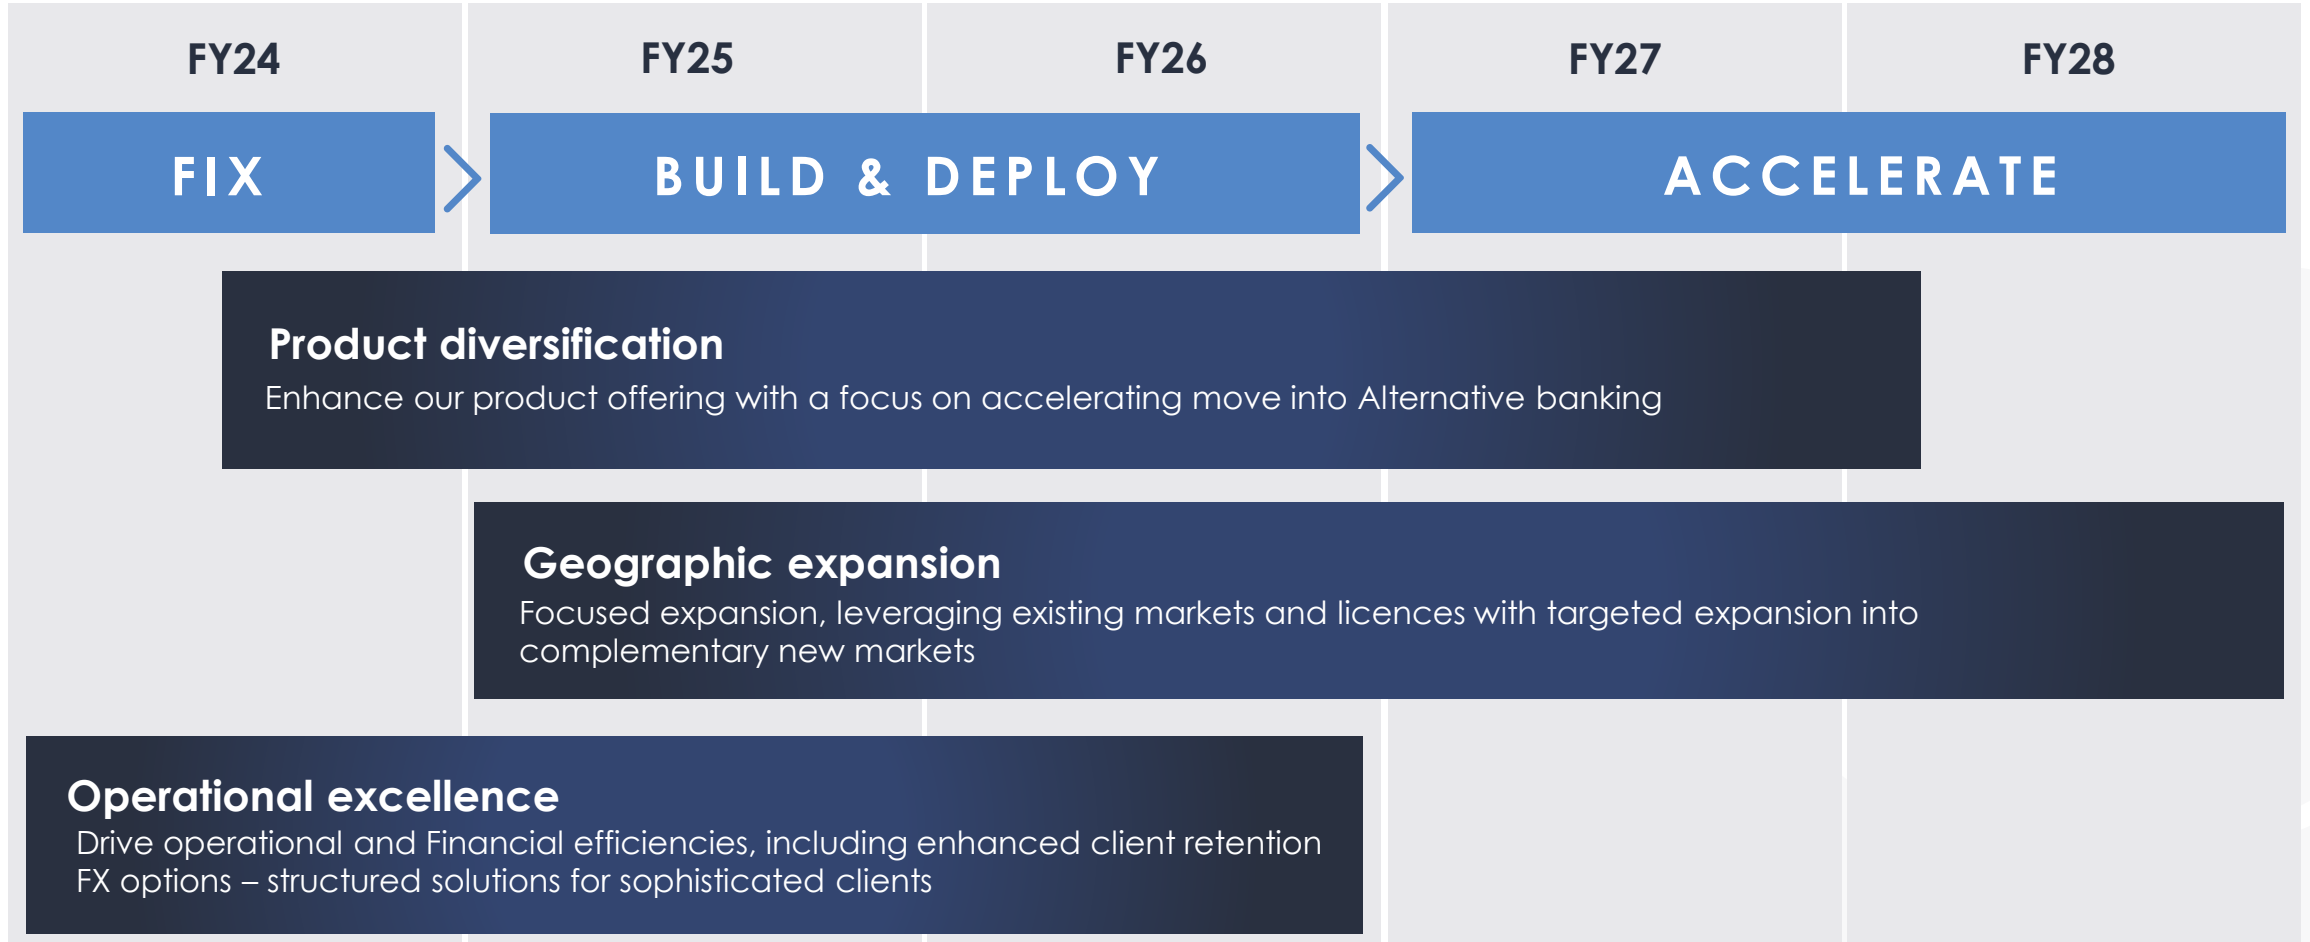 FY24
FY25
FY26
FY27
FY28
FIX
BUILD & DEPLOY
ACCELERATE
Product diversification
Enhance our product offering with a focus on accelerating move into Alternative banking
Geographic expansion
Focused expansion, leveraging existing markets and licences with targeted expansion into
complementary new markets
Operational excellence
Drive operational and Financial efficiencies, including enhanced client retention
FX options – structured solutions for sophisticated clients